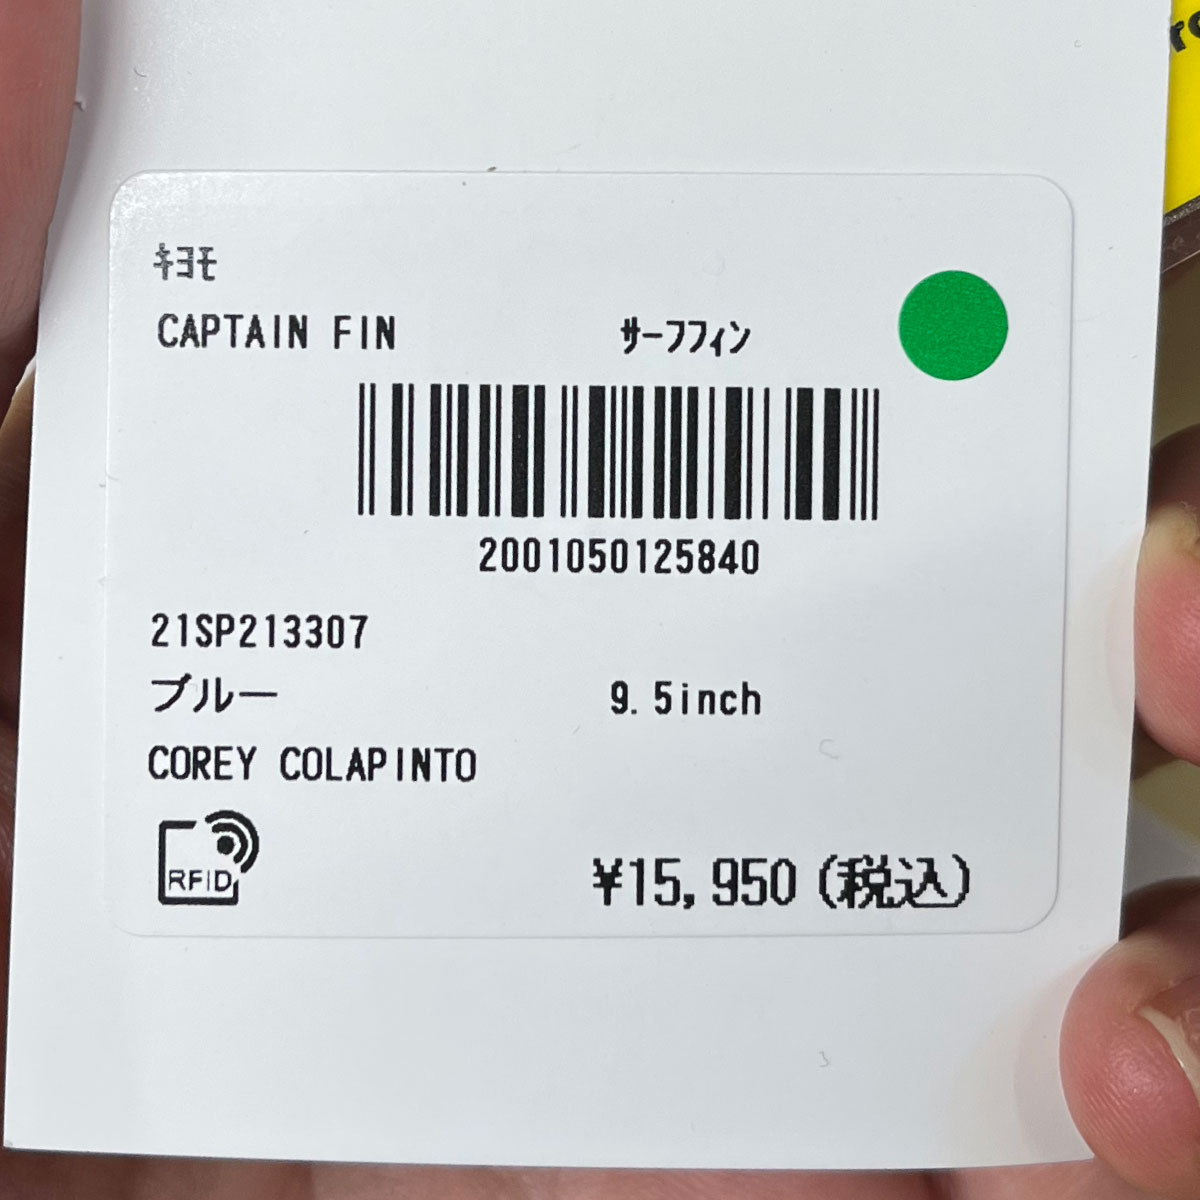 ｷﾖﾓ
CAPTAIN FIN ｻｰﾌﾌｨﾝ
2001050125840
21SP213307
ブルー 9.5inch
COREY COLAPINTO
RFID
¥15,950(税込)